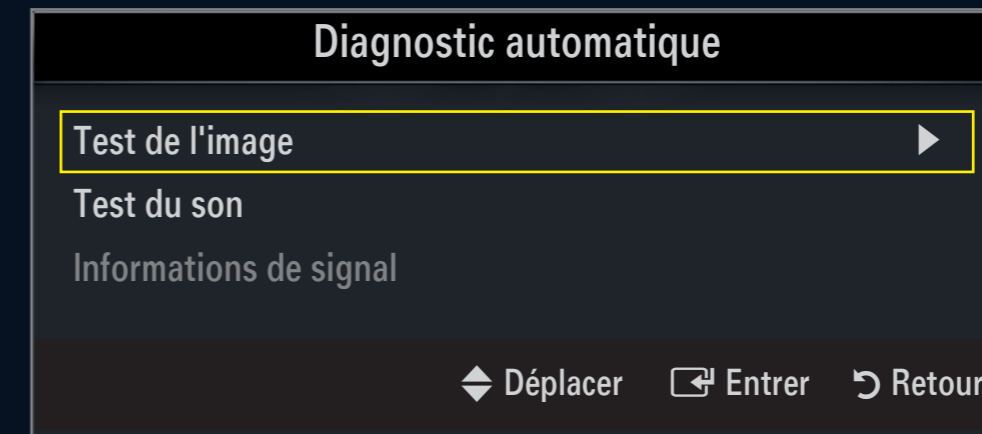 Diagnostic automatique
Test de l'image
Test du son
Informations de signal
Déplacer Entrer Retour